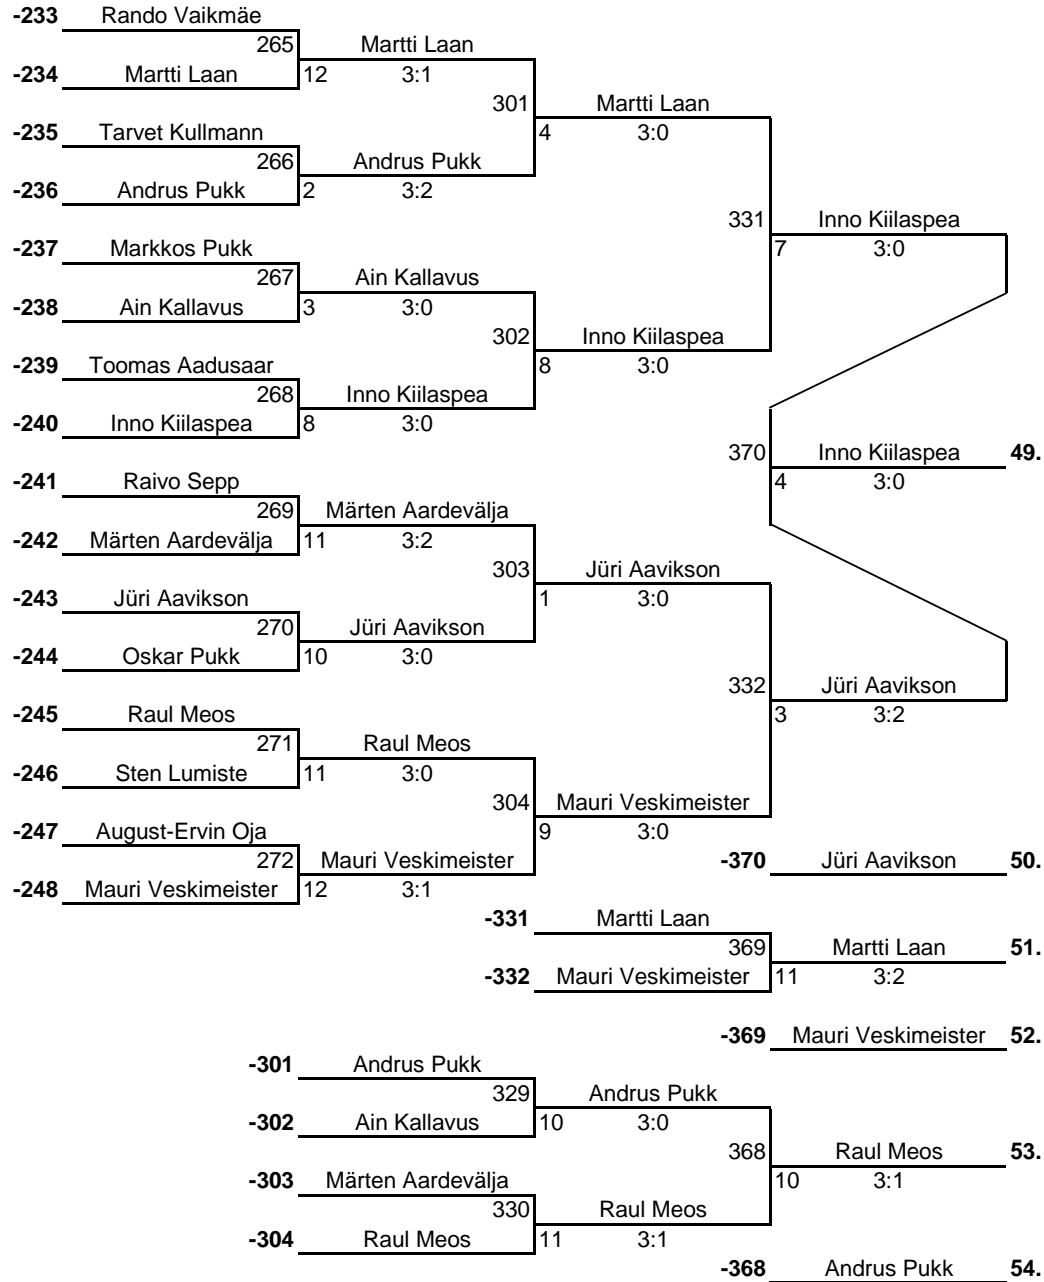 -233 Rando Vaikmäe
265 Martti Laan
-234 Martti Laan 12 3:1
301 Martti Laan
-235 Tarvet Kullmann 4 3:0
266 Andrus Pukk
-236 Andrus Pukk 2 3:2
331 Inno Kiilaspea
-237 Markkos Pukk 7 3:0
267 Ain Kallavus
-238 Ain Kallavus 3 3:0
302 Inno Kiilaspea
-239 Toomas Aadusaar 8 3:0
268 Inno Kiilaspea
-240 Inno Kiilaspea 8 3:0
370 Inno Kiilaspea 49.
-241 Raivo Sepp 4 3:0
269 Märten Aardevälja
-242 Märten Aardevälja 11 3:2
303 Jüri Aavikson
-243 Jüri Aavikson 1 3:0
270 Jüri Aavikson
-244 Oskar Pukk 10 3:0
332 Jüri Aavikson
-245 Raul Meos 3 3:2
271 Raul Meos
-246 Sten Lumiste 11 3:0
304 Mauri Veskimeister
-247 August-Ervin Oja 9 3:0
272 Mauri Veskimeister -370 Jüri Aavikson 50.
-248 Mauri Veskimeister 12 3:1
-331 Martti Laan
369 Martti Laan 51.
-332 Mauri Veskimeister 11 3:2
-369 Mauri Veskimeister 52.
-301 Andrus Pukk
329 Andrus Pukk
-302 Ain Kallavus 10 3:0
368 Raul Meos 53.
-303 Märten Aardevälja 10 3:1
330 Raul Meos
-304 Raul Meos 11 3:1
-368 Andrus Pukk 54.